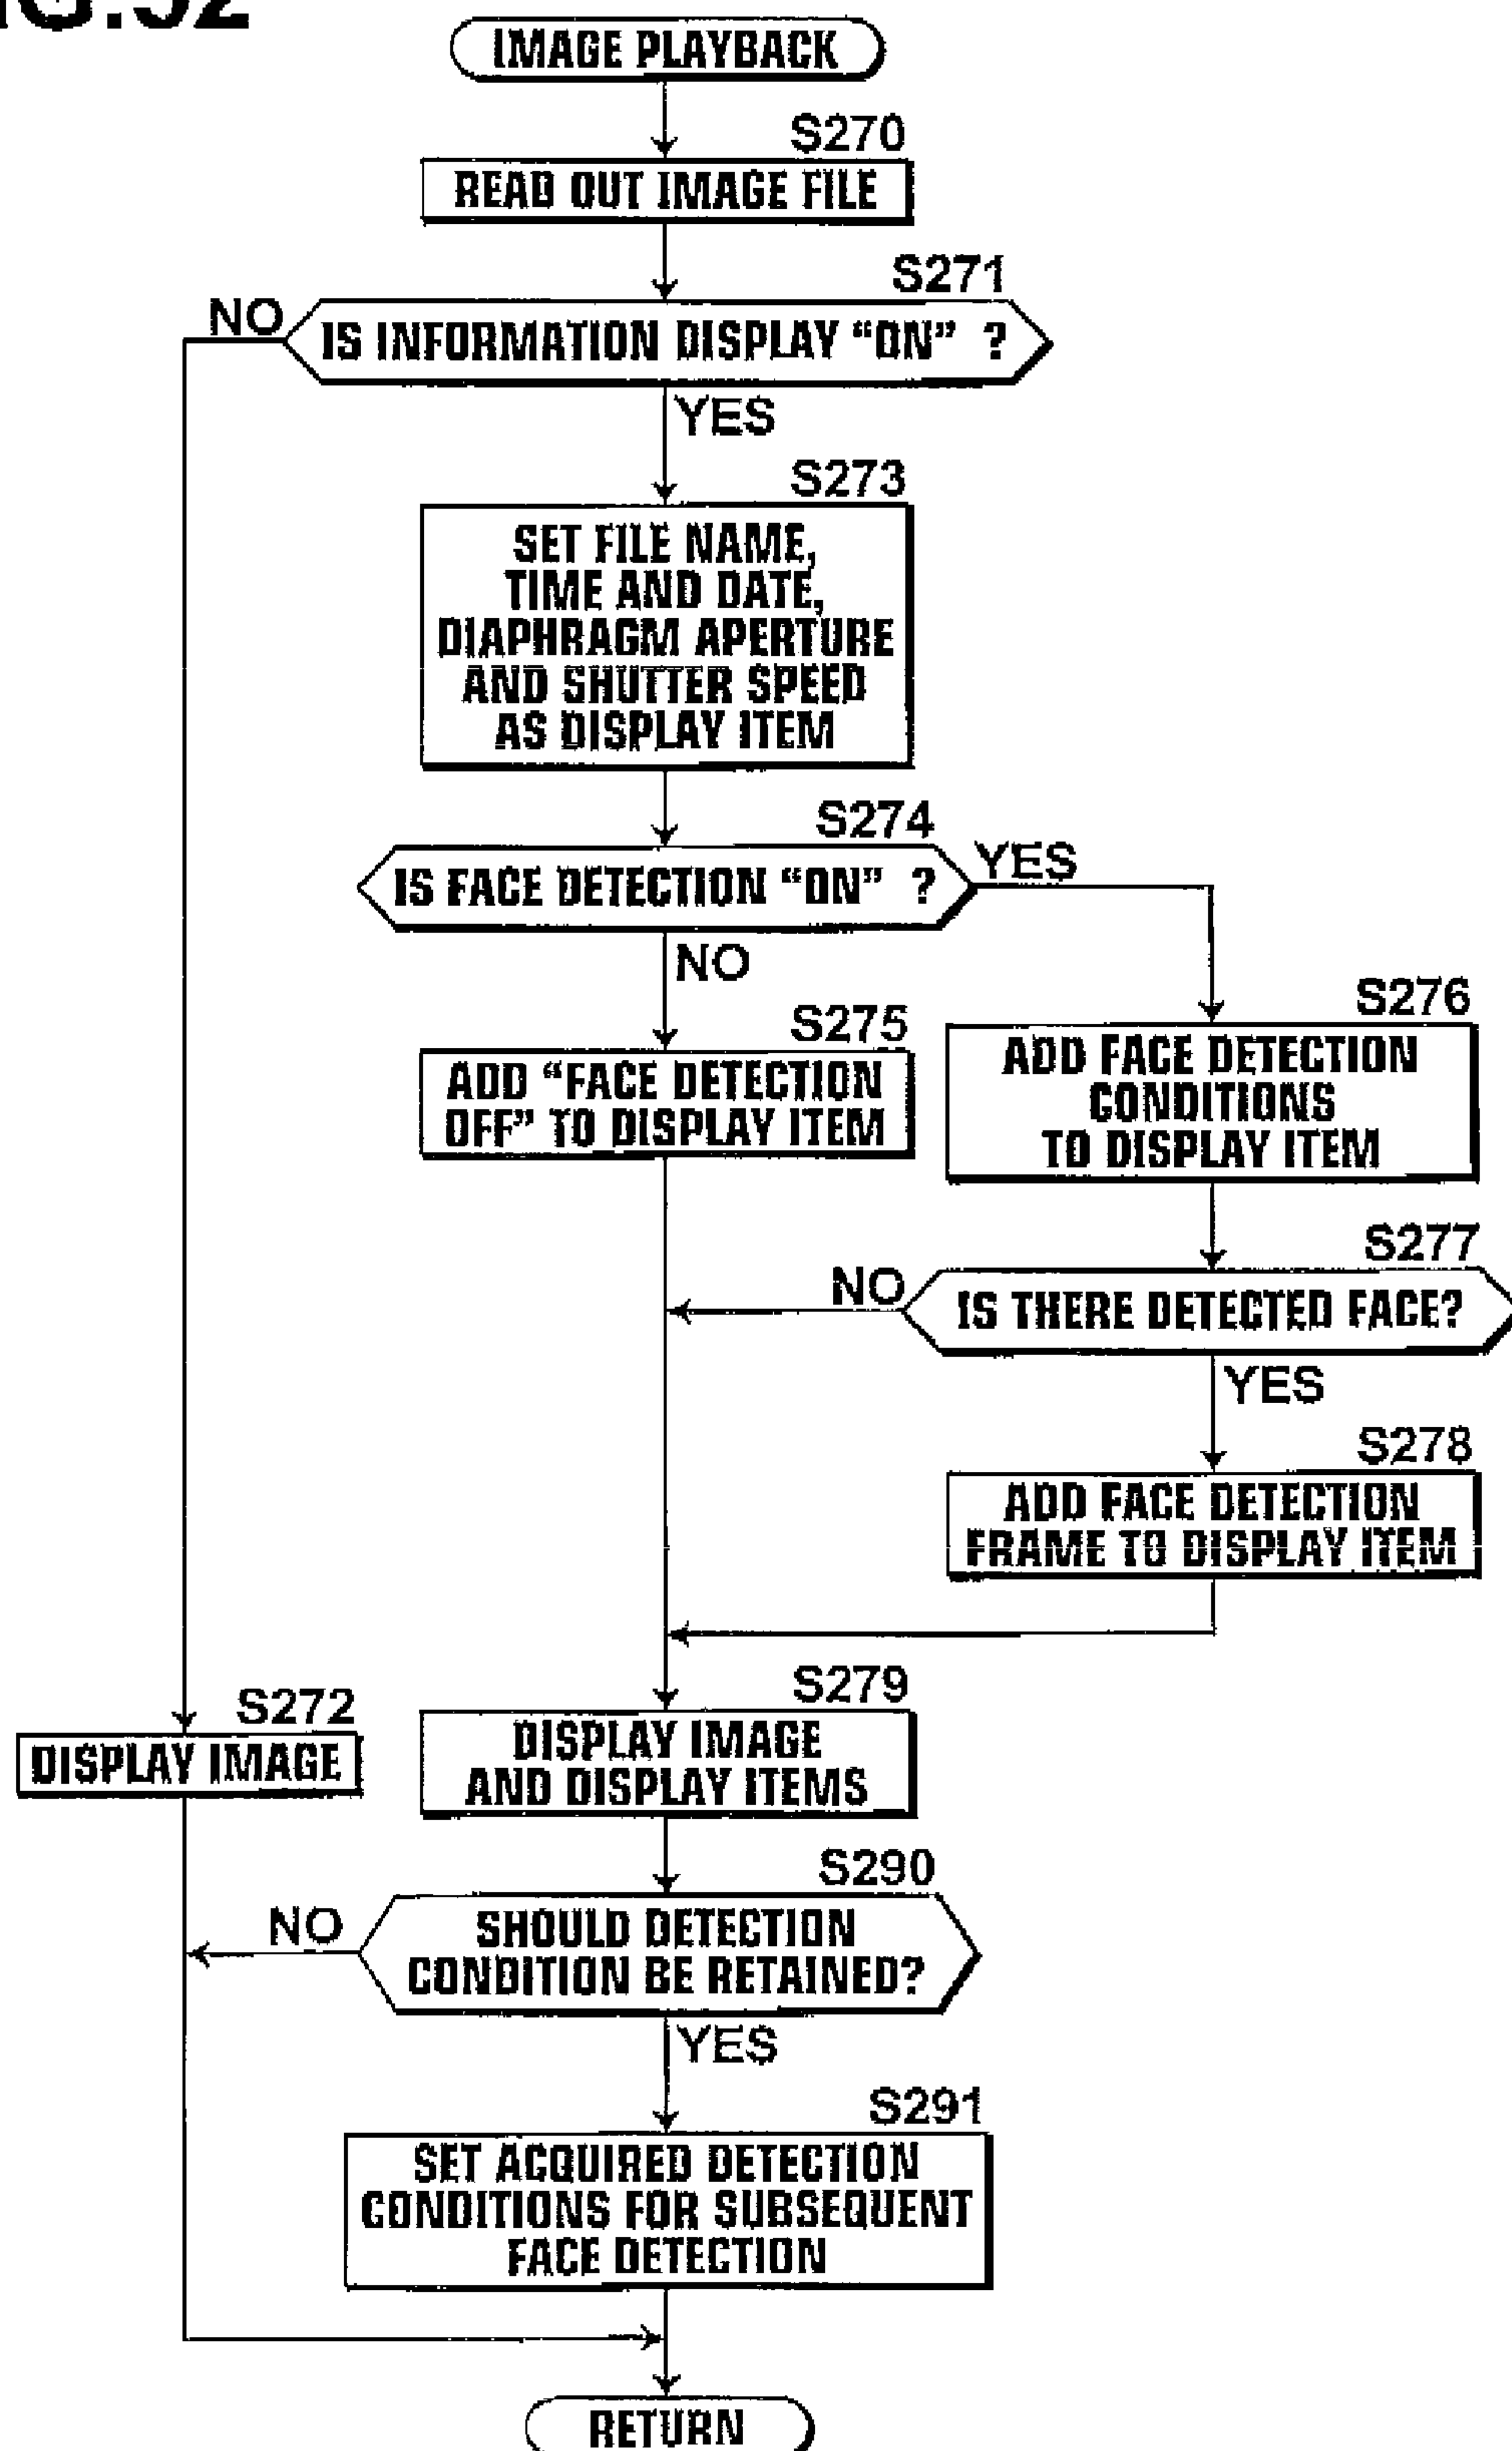 IMAGE PLAYBACK
S270
READ OUT IMAGE FILE
S271
NO
IS INFORMATION DISPLAY “ON” ?
YES
S273
SET FILE NAME,
TIME AND DATE,
DIAPHRAGM APERTURE
AND SHUTTER SPEED
AS DISPLAY ITEM
S274
IS FACE DETECTION “ON” ?
YES
NO
S275
ADD “FACE DETECTION
OFF” TO DISPLAY ITEM
S276
ADD FACE DETECTION
CONDITIONS
TO DISPLAY ITEM
S277
NO
IS THERE DETECTED FACE?
YES
S278
ADD FACE DETECTION
FRAME TO DISPLAY ITEM
S272
DISPLAY IMAGE
S279
DISPLAY IMAGE
AND DISPLAY ITEMS
S290
NO
SHOULD DETECTION
CONDITION BE RETAINED?
YES
S291
SET ACQUIRED DETECTION
CONDITIONS FOR SUBSEQUENT
FACE DETECTION
RETURN